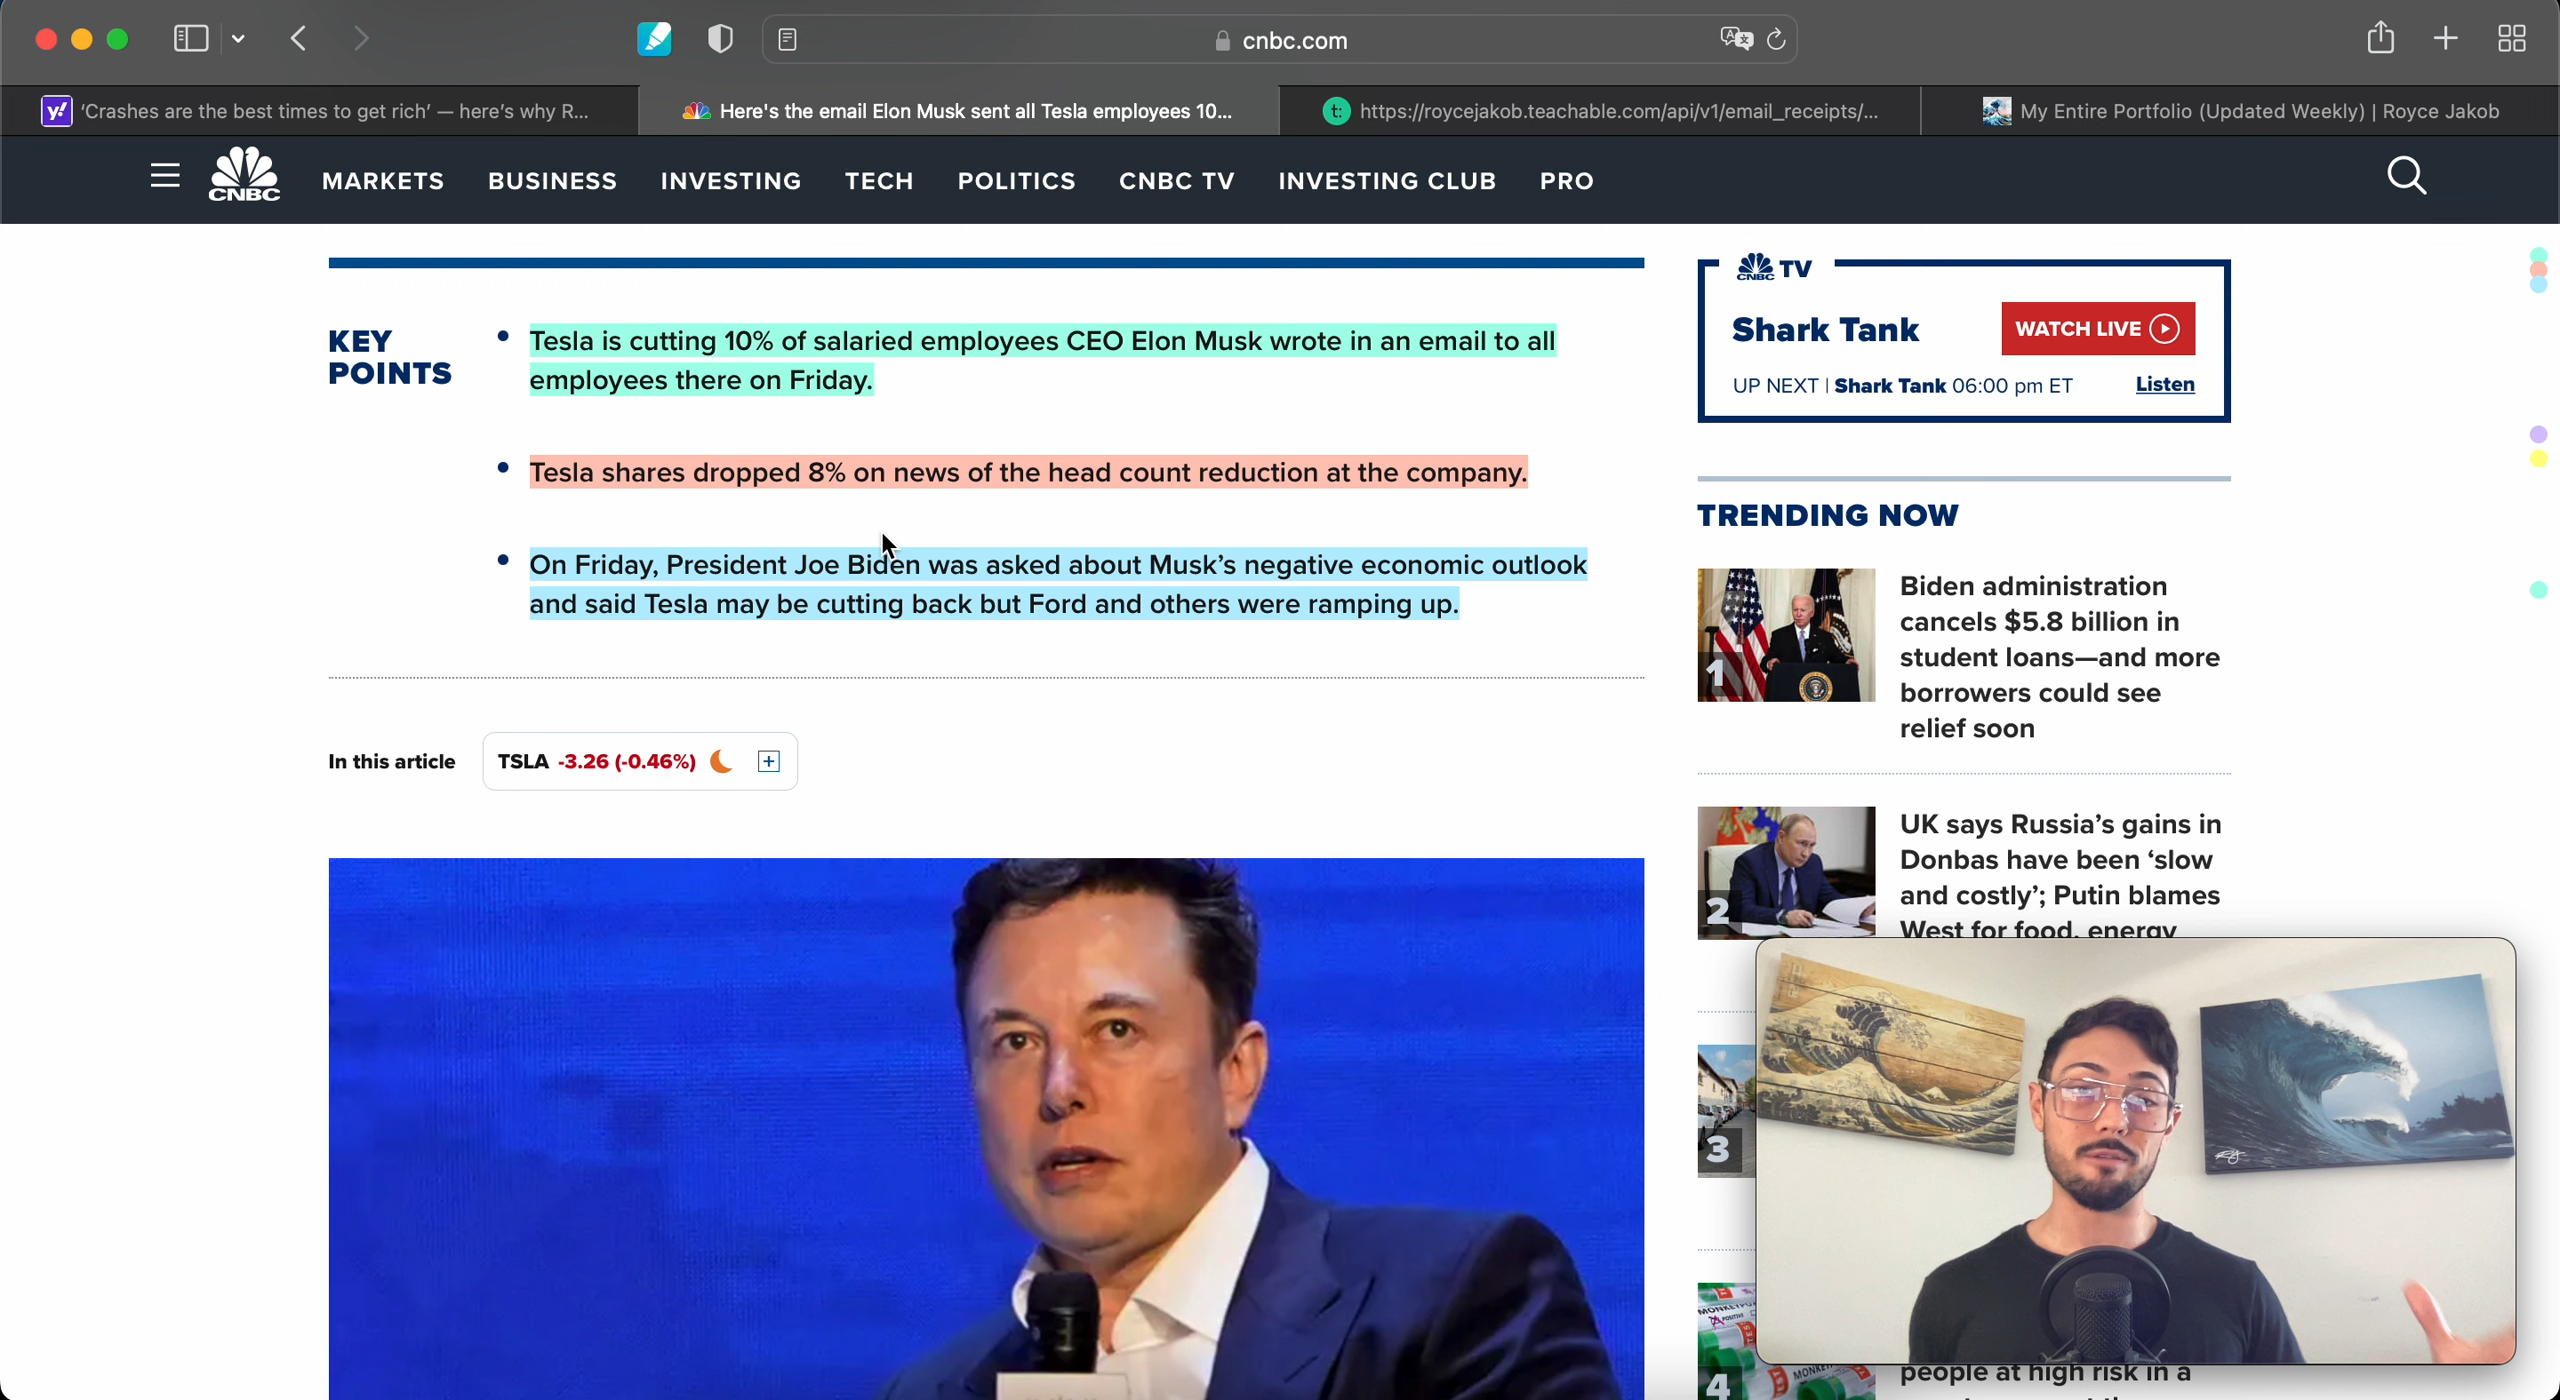 cnbc.com
'Crashes are the best times to get rich' — here's why R...
Here's the email Elon Musk sent all Tesla employees 10...
https://roycejakob.teachable.com/api/v1/email_receipts/...
My Entire Portfolio (Updated Weekly) | Royce Jakob
CNBC
MARKETS
BUSINESS
INVESTING
TECH
POLITICS
CNBC TV
INVESTING CLUB
PRO
KEY
POINTS
Tesla is cutting 10% of salaried employees CEO Elon Musk wrote in an email to all
employees there on Friday.
Tesla shares dropped 8% on news of the head count reduction at the company.
On Friday, President Joe Biden was asked about Musk’s negative economic outlook
and said Tesla may be cutting back but Ford and others were ramping up.
In this article
TSLA -3.26 (-0.46%)
CNBC TV
Shark Tank
WATCH LIVE
UP NEXT | Shark Tank 06:00 pm ET
Listen
TRENDING NOW
1
Biden administration
cancels $5.8 billion in
student loans—and more
borrowers could see
relief soon
2
UK says Russia’s gains in
Donbas have been ‘slow
and costly’; Putin blames
West for food, energy
3
4
people at high risk in a